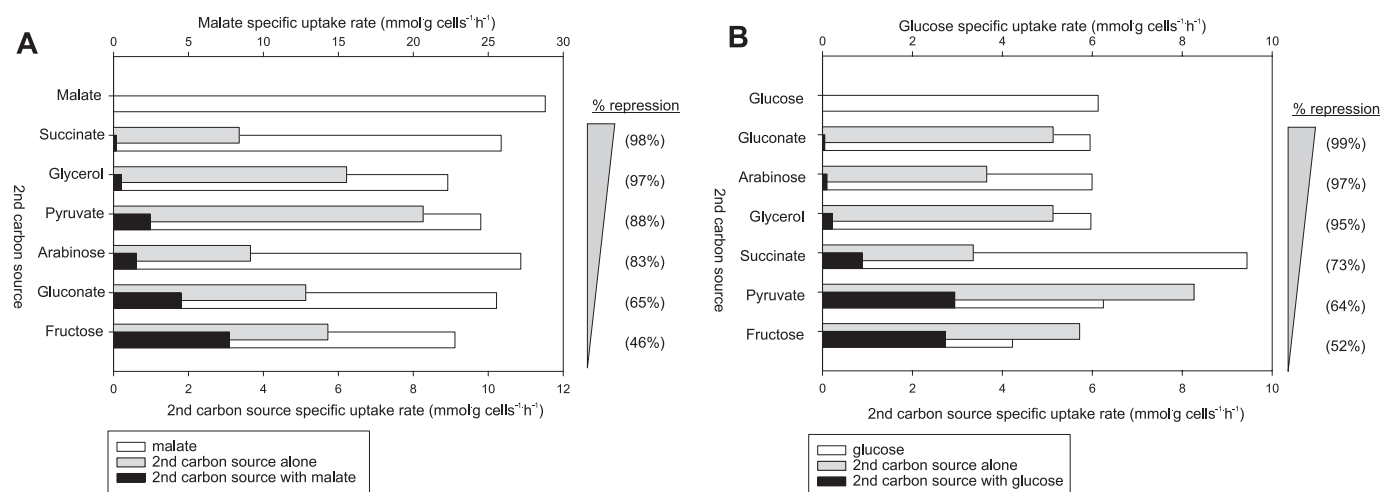 A
Malate specific uptake rate (mmol·g cells⁻¹·h⁻¹)
0 5 10 15 20 25 30
2nd carbon source
Malate
Succinate
Glycerol
Pyruvate
Arabinose
Gluconate
Fructose
% repression
(98%)
(97%)
(88%)
(83%)
(65%)
(46%)
0 2 4 6 8 10 12
2nd carbon source specific uptake rate (mmol·g cells⁻¹·h⁻¹)
malate
2nd carbon source alone
2nd carbon source with malate
B
Glucose specific uptake rate (mmol·g cells⁻¹·h⁻¹)
0 2 4 6 8 10
2nd carbon source
Glucose
Gluconate
Arabinose
Glycerol
Succinate
Pyruvate
Fructose
% repression
(99%)
(97%)
(95%)
(73%)
(64%)
(52%)
0 2 4 6 8 10
2nd carbon source specific uptake rate (mmol·g cells⁻¹·h⁻¹)
glucose
2nd carbon source alone
2nd carbon source with glucose